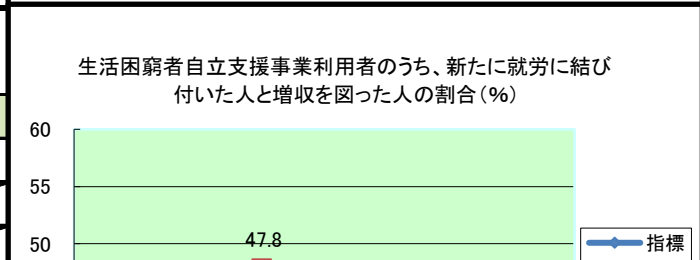 生活困窮者自立支援事業利用者のうち、新たに就労に結び
付いた人と増収を図った人の割合（%）
60
55
50
47.8
指標